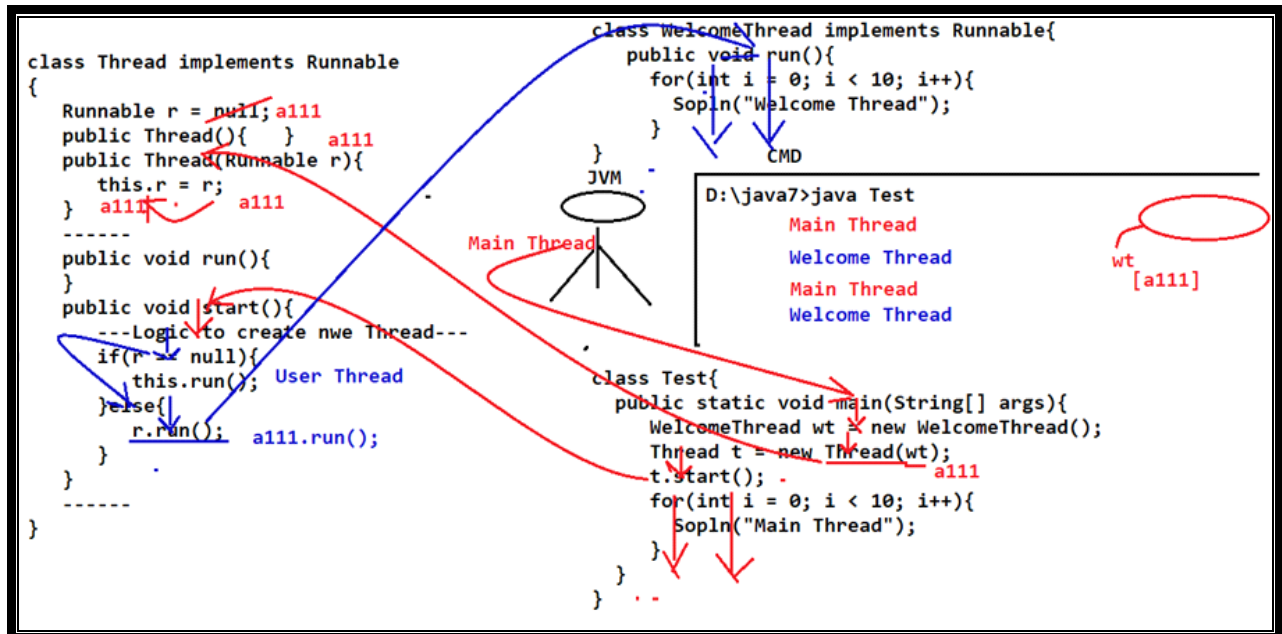 class Thread implements Runnable
{
Runnable r = null; a111
public Thread(){ } a111
public Thread(Runnable r){
this.r = r;
} a111 a111
------
public void run(){
}
public void start(){
---Logic to create nwe Thread---
if(r == null){
this.run(); User Thread
}else{
r.run(); a111.run();
}
}
------
}
class WelcomeThread implements Runnable{
public void run(){
for(int i = 0; i < 10; i++){
Sopln("Welcome Thread");
}
}
JVM
Main Thread
CMD
D:\java7>java Test
Main Thread
Welcome Thread
Main Thread
Welcome Thread
wt
[a111]
class Test{
public static void main(String[] args){
WelcomeThread wt = new WelcomeThread();
Thread t = new Thread(wt);
a111
t.start();
for(int i = 0; i < 10; i++){
Sopln("Main Thread");
}
}
}